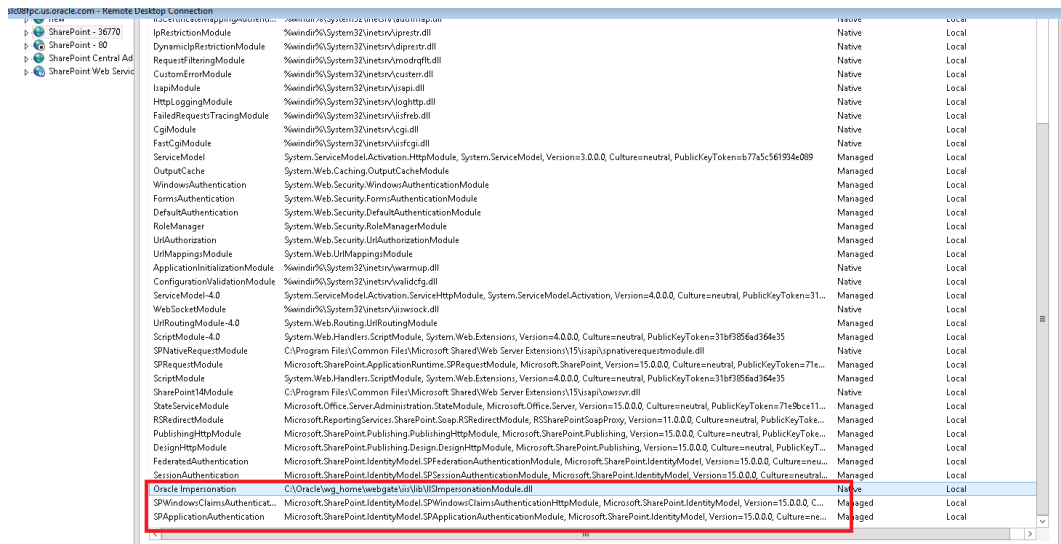 slc08fpc.us.oracle.com - Remote Desktop Connection
new
SharePoint - 36770
SharePoint - 80
SharePoint Central Ad
SharePoint Web Servic
IpRestrictionModule %windir%\System32\inetsrv\iprestr.dll Native Local
DynamicIpRestrictionModule %windir%\System32\inetsrv\diprestr.dll Native Local
RequestFilteringModule %windir%\System32\inetsrv\modrqflt.dll Native Local
CustomErrorModule %windir%\System32\inetsrv\custerr.dll Native Local
IsapiModule %windir%\System32\inetsrv\isapi.dll Native Local
HttpLoggingModule %windir%\System32\inetsrv\loghttp.dll Native Local
FailedRequestsTracingModule %windir%\System32\inetsrv\iisfreb.dll Native Local
CgiModule %windir%\System32\inetsrv\cgi.dll Native Local
FastCgiModule %windir%\System32\inetsrv\iisfcgi.dll Native Local
ServiceModel System.ServiceModel.Activation.HttpModule, System.ServiceModel, Version=3.0.0.0, Culture=neutral, PublicKeyToken=b77a5c561934e089 Managed Local
OutputCache System.Web.Caching.OutputCacheModule Managed Local
WindowsAuthentication System.Web.Security.WindowsAuthenticationModule Managed Local
FormsAuthentication System.Web.Security.FormsAuthenticationModule Managed Local
DefaultAuthentication System.Web.Security.DefaultAuthenticationModule Managed Local
RoleManager System.Web.Security.RoleManagerModule Managed Local
UrlAuthorization System.Web.Security.UrlAuthorizationModule Managed Local
UrlMappingsModule System.Web.UrlMappingsModule Managed Local
ApplicationInitializationModule %windir%\System32\inetsrv\warmup.dll Native Local
ConfigurationValidationModule %windir%\System32\inetsrv\validcfg.dll Native Local
ServiceModel-4.0 System.ServiceModel.Activation.ServiceHttpModule, System.ServiceModel.Activation, Version=4.0.0.0, Culture=neutral, PublicKeyToken=31... Managed Local
WebSocketModule %windir%\System32\inetsrv\iiswsock.dll Native Local
UrlRoutingModule-4.0 System.Web.Routing.UrlRoutingModule Managed Local
ScriptModule-4.0 System.Web.Handlers.ScriptModule, System.Web.Extensions, Version=4.0.0.0, Culture=neutral, PublicKeyToken=31bf3856ad364e35 Managed Local
SPNativeRequestModule C:\Program Files\Common Files\Microsoft Shared\Web Server Extensions\15\isapi\spnativerequestmodule.dll Native Local
SPRequestModule Microsoft.SharePoint.ApplicationRuntime.SPRequestModule, Microsoft.SharePoint, Version=15.0.0.0, Culture=neutral, PublicKeyToken=71e... Managed Local
ScriptModule System.Web.Handlers.ScriptModule, System.Web.Extensions, Version=4.0.0.0, Culture=neutral, PublicKeyToken=31bf3856ad364e35 Managed Local
SharePoint14Module C:\Program Files\Common Files\Microsoft Shared\Web Server Extensions\15\isapi\owssvr.dll Native Local
StateServiceModule Microsoft.Office.Server.Administration.StateModule, Microsoft.Office.Server, Version=15.0.0.0, Culture=neutral, PublicKeyToken=71e9bce11... Managed Local
RSRedirectModule Microsoft.ReportingServices.SharePoint.Soap.RSRedirectModule, RSSharePointSoapProxy, Version=11.0.0.0, Culture=neutral, PublicKeyToke... Managed Local
PublishingHttpModule Microsoft.SharePoint.Publishing.PublishingHttpModule, Microsoft.SharePoint.Publishing, Version=15.0.0.0, Culture=neutral, PublicKeyToke... Managed Local
DesignHttpModule Microsoft.SharePoint.Publishing.Design.DesignHttpModule, Microsoft.SharePoint.Publishing, Version=15.0.0.0, Culture=neutral, PublicKeyT... Managed Local
FederatedAuthentication Microsoft.SharePoint.IdentityModel.SPFederationAuthenticationModule, Microsoft.SharePoint.IdentityModel, Version=15.0.0.0, Culture=neu... Managed Local
SessionAuthentication Microsoft.SharePoint.IdentityModel.SPSessionAuthenticationModule, Microsoft.SharePoint.IdentityModel, Version=15.0.0.0, Culture=neutral... Managed Local
Oracle Impersonation C:\Oracle\wg_home\webgate\iis\lib\IISImpersonationModule.dll Native Local
SPWindowsClaimsAuthenticat... Microsoft.SharePoint.IdentityModel.SPWindowsClaimsAuthenticationHttpModule, Microsoft.SharePoint.IdentityModel, Version=15.0.0.0, C... Managed Local
SPApplicationAuthentication Microsoft.SharePoint.IdentityModel.SPApplicationAuthenticationModule, Microsoft.SharePoint.IdentityModel, Version=15.0.0.0, Culture=ne... Managed Local